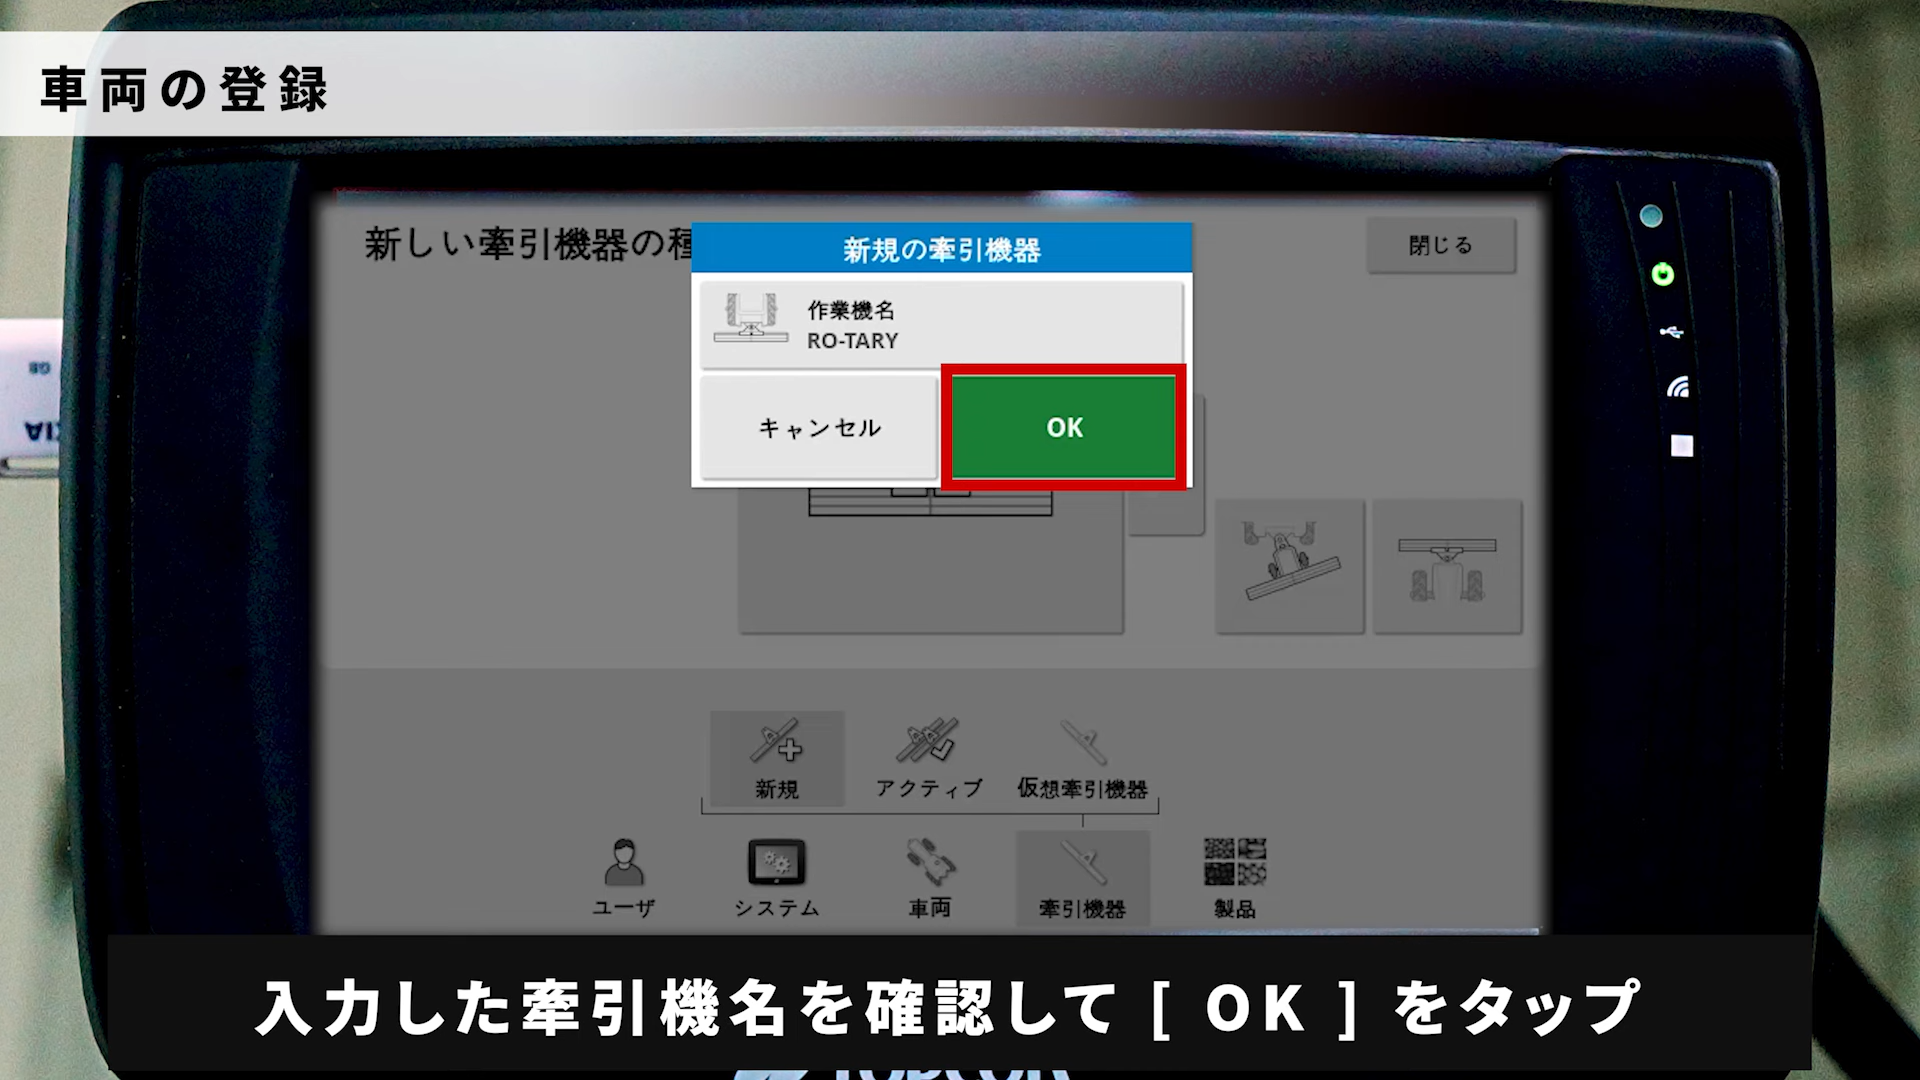 車両の登録
新しい牽引機器の種
閉じる
新規の牽引機器
作業機名
RO-TARY
キャンセル
OK
新規
アクティブ
仮想牽引機器
ユーザ
システム
車両
牽引機器
製品
入力した牽引機名を確認して [ OK ] をタップ